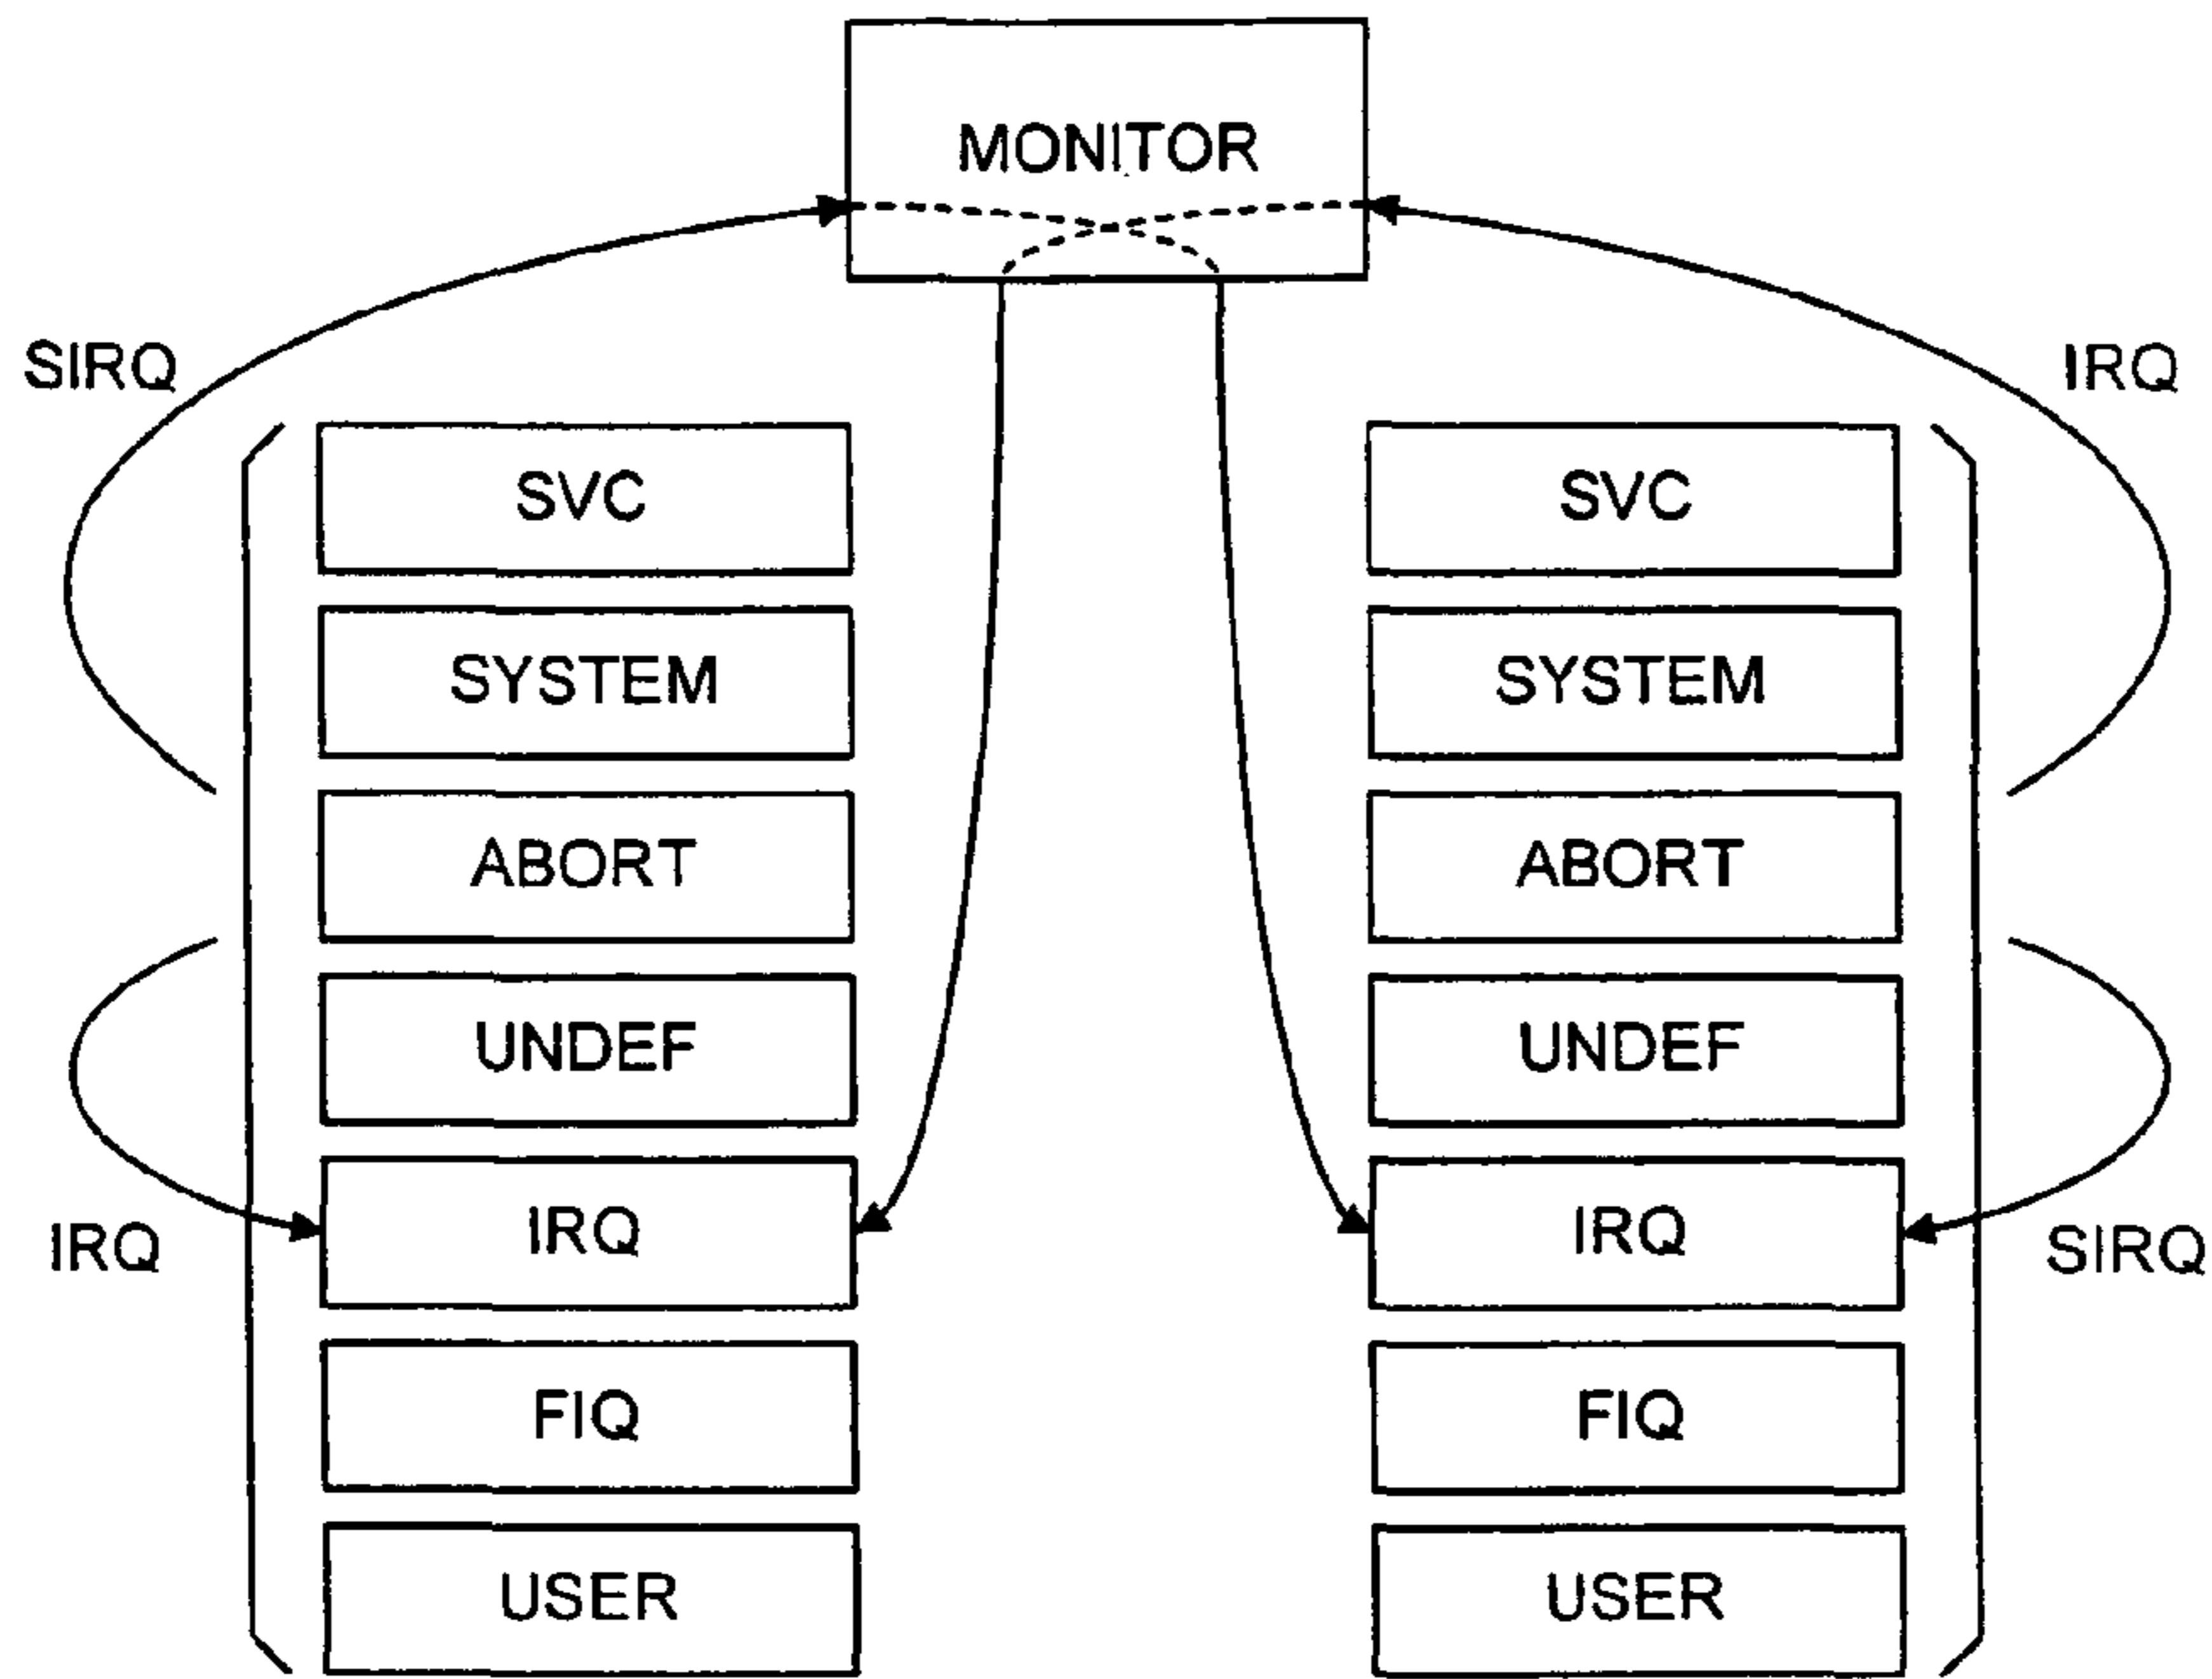 MONITOR
SIRQ
IRQ
SVC
SVC
SYSTEM
SYSTEM
ABORT
ABORT
UNDEF
UNDEF
IRQ
IRQ
IRQ
SIRQ
FIQ
FIQ
USER
USER